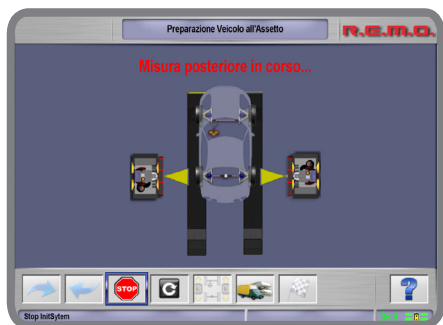 Preparazione Veicolo all'Assetto
R.E.M.O.
Misura posteriore in corso...
STOP
?
Stop InitSytem